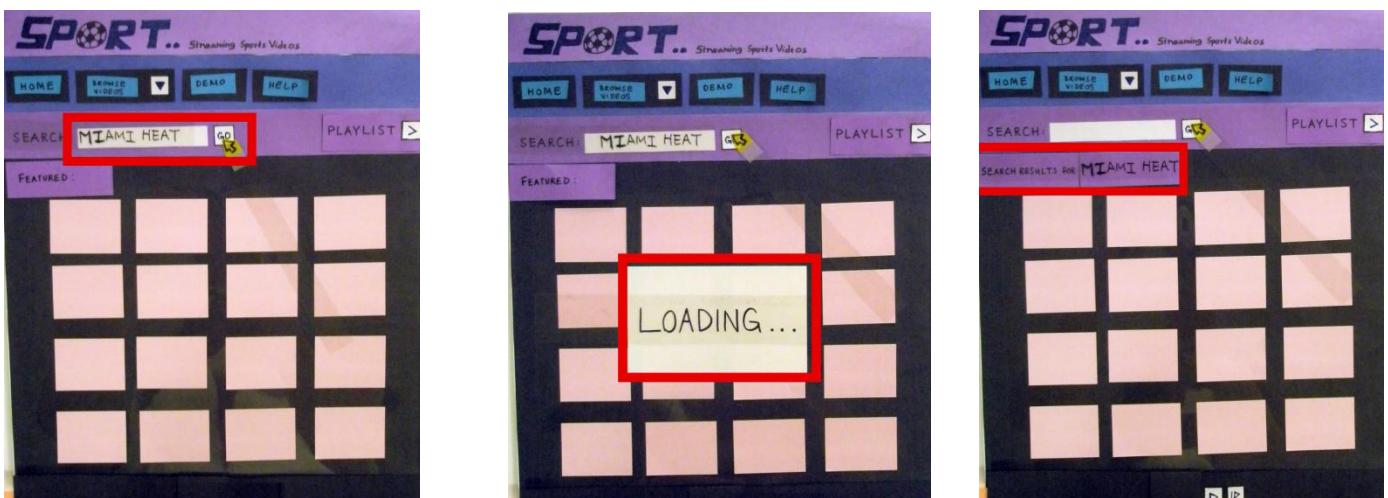 SPORT.. Streaming Sports Videos
HOME BROWSE VIDEOS DEMO HELP
SEARCH MIAMI HEAT GO PLAYLIST >
FEATURED :
SPORT.. Streaming Sports Videos
HOME BROWSE VIDEOS DEMO HELP
SEARCH: MIAMI HEAT GO PLAYLIST >
FEATURED :
LOADING...
SPORT.. Streaming Sports Videos
HOME BROWSE VIDEOS DEMO HELP
SEARCH: GO PLAYLIST >
SEARCH RESULTS FOR MIAMI HEAT